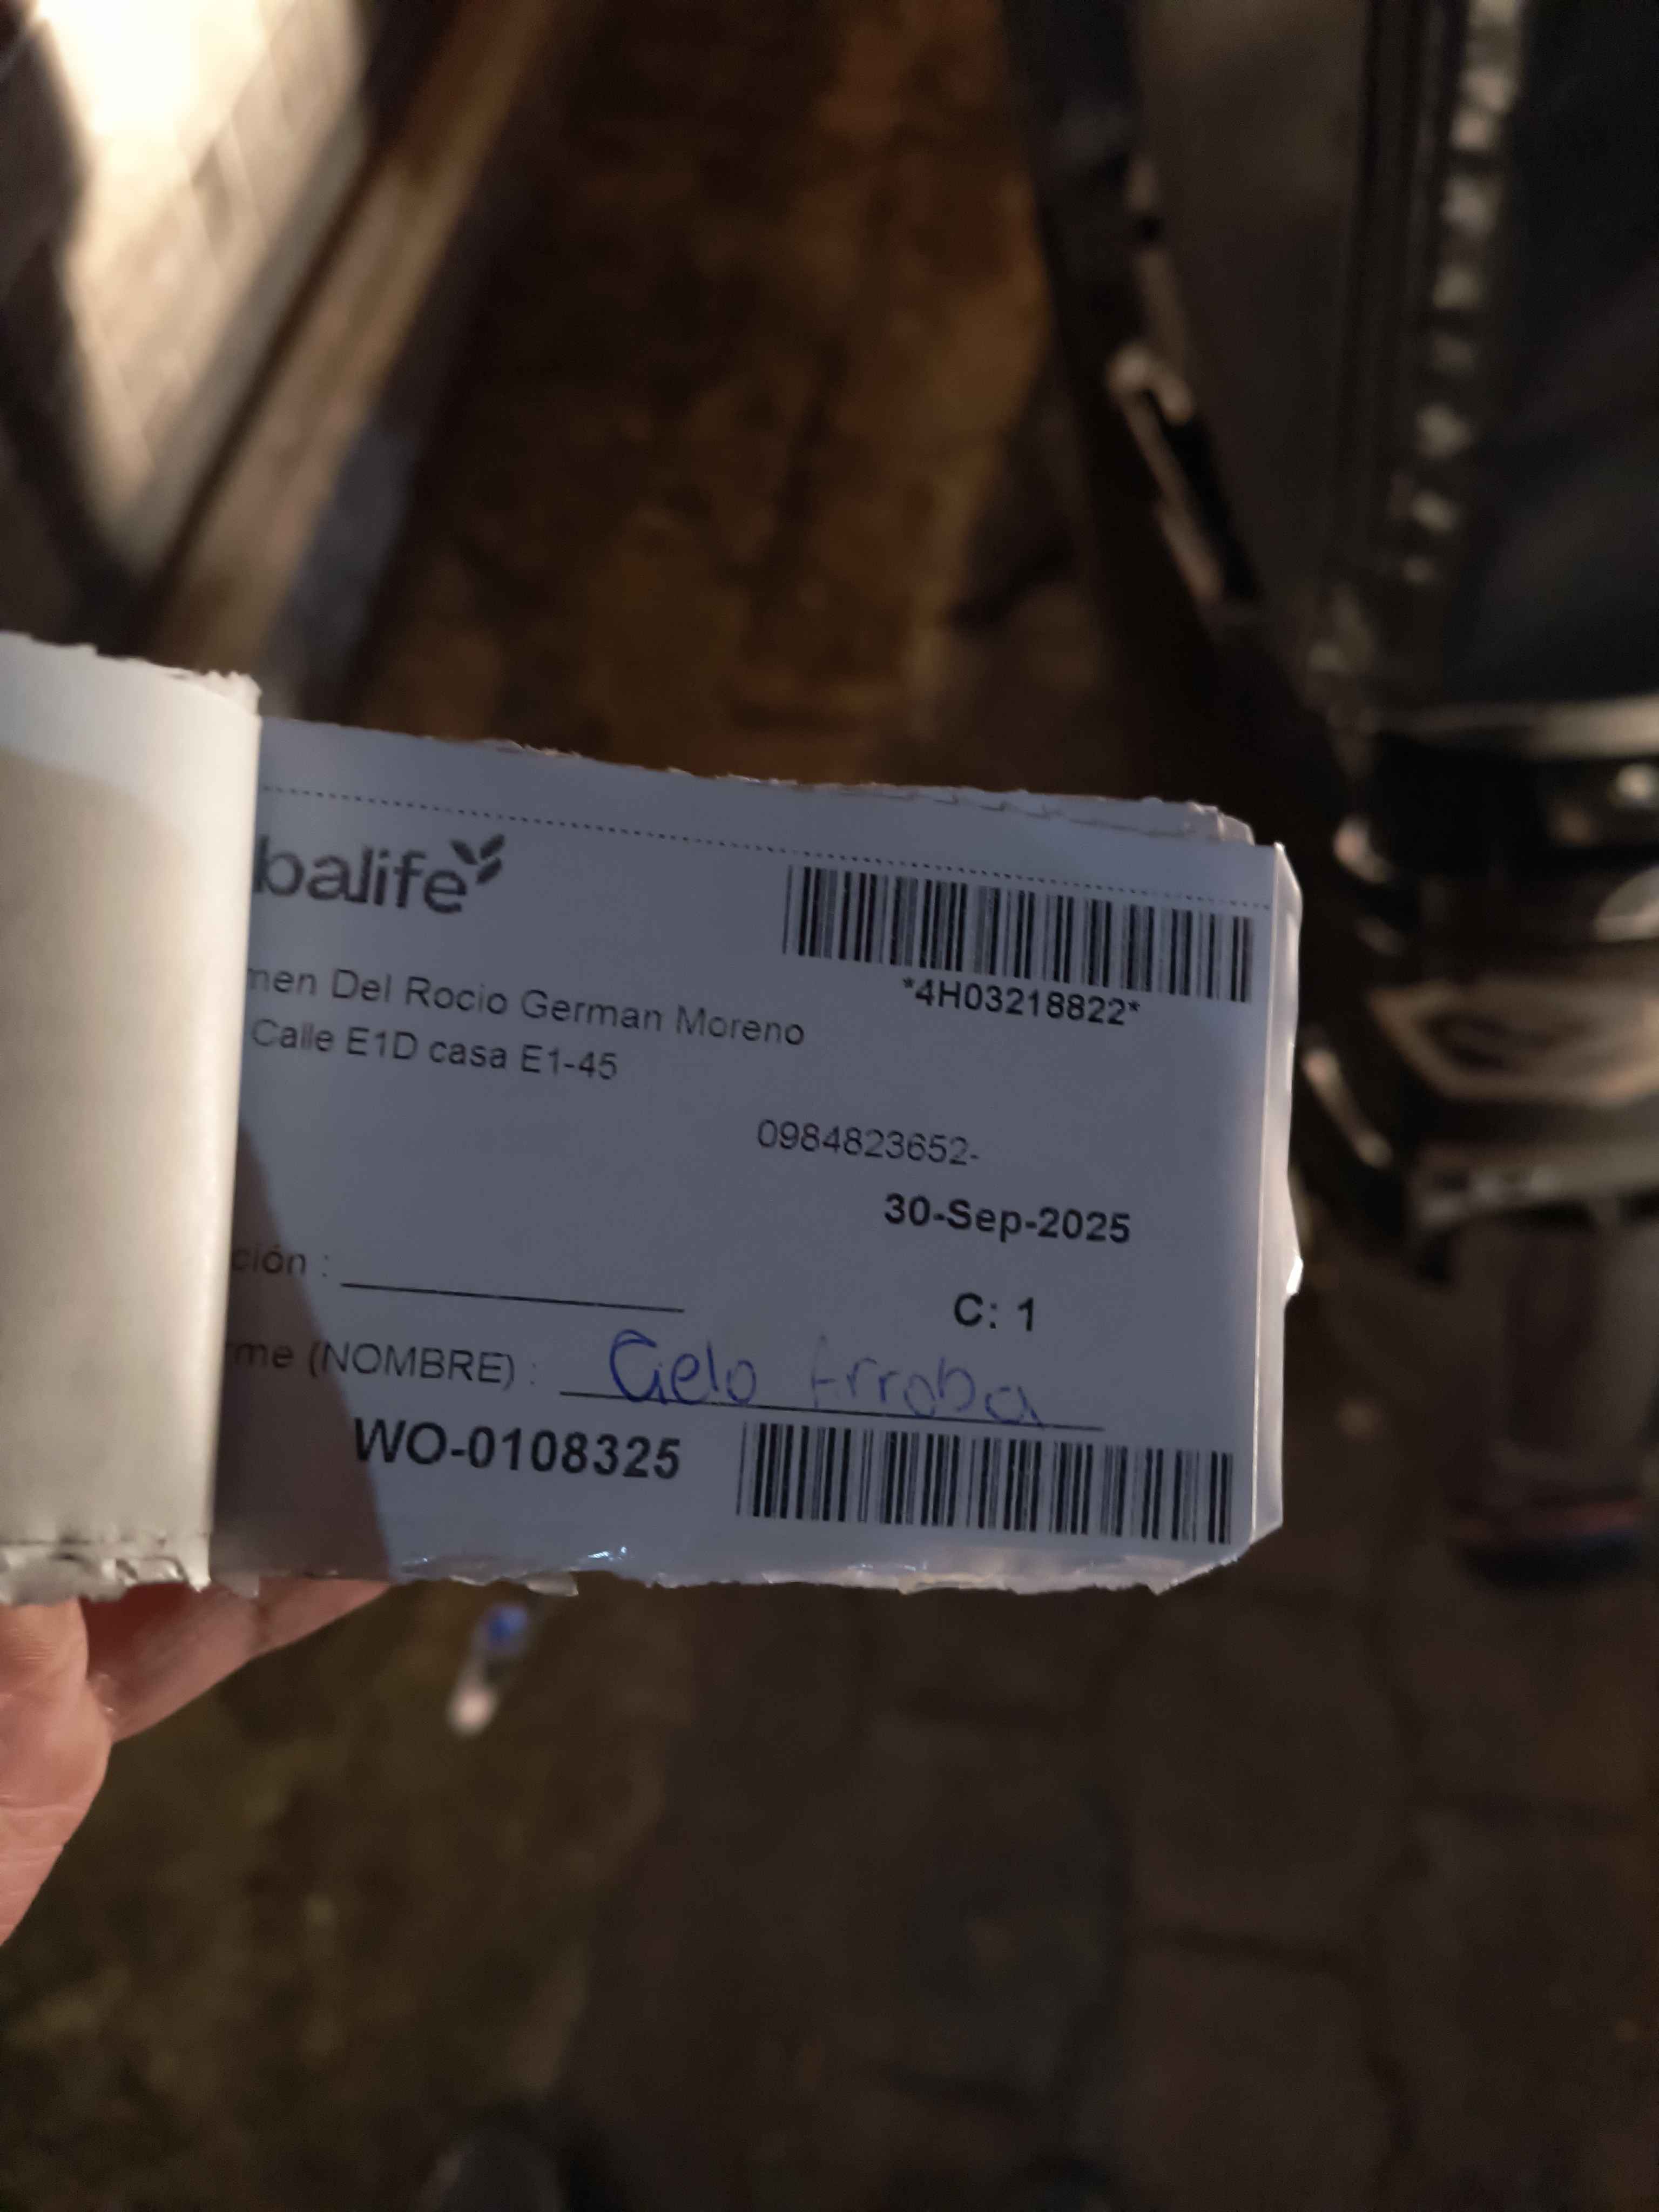 balife
*4H03218822*
men Del Rocio German Moreno
Calle E1D casa E1-45
0984823652-
30-Sep-2025
ción :
C: 1
rme (NOMBRE) : Cielo Arroba
WO-0108325